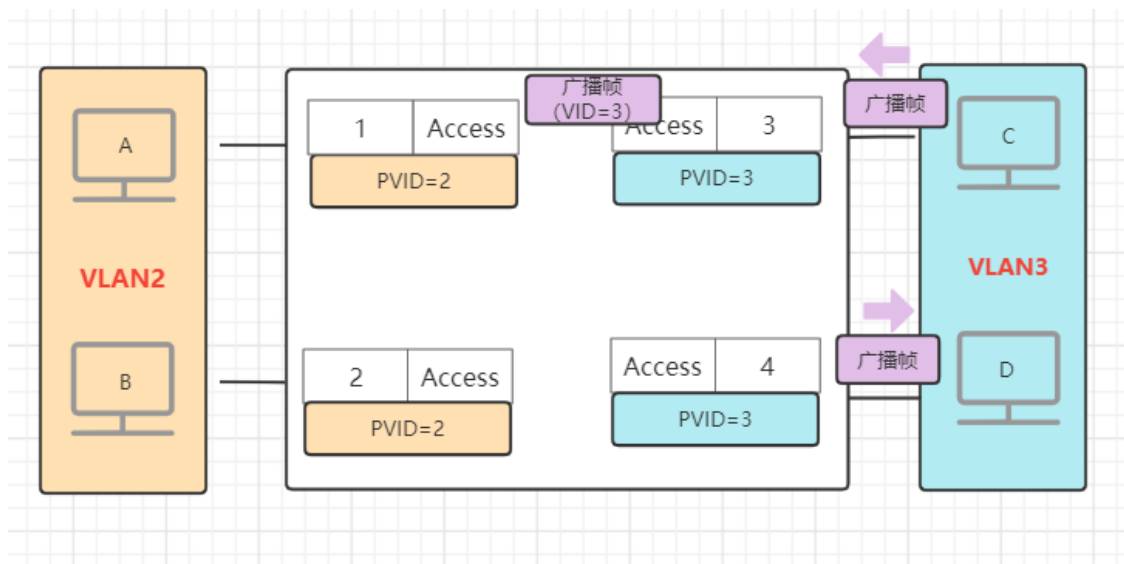 广播帧
(VID=3)
广播帧
1 Access
Access 3
A
C
PVID=2
PVID=3
VLAN2
VLAN3
2 Access
Access 4
广播帧
B
D
PVID=2
PVID=3